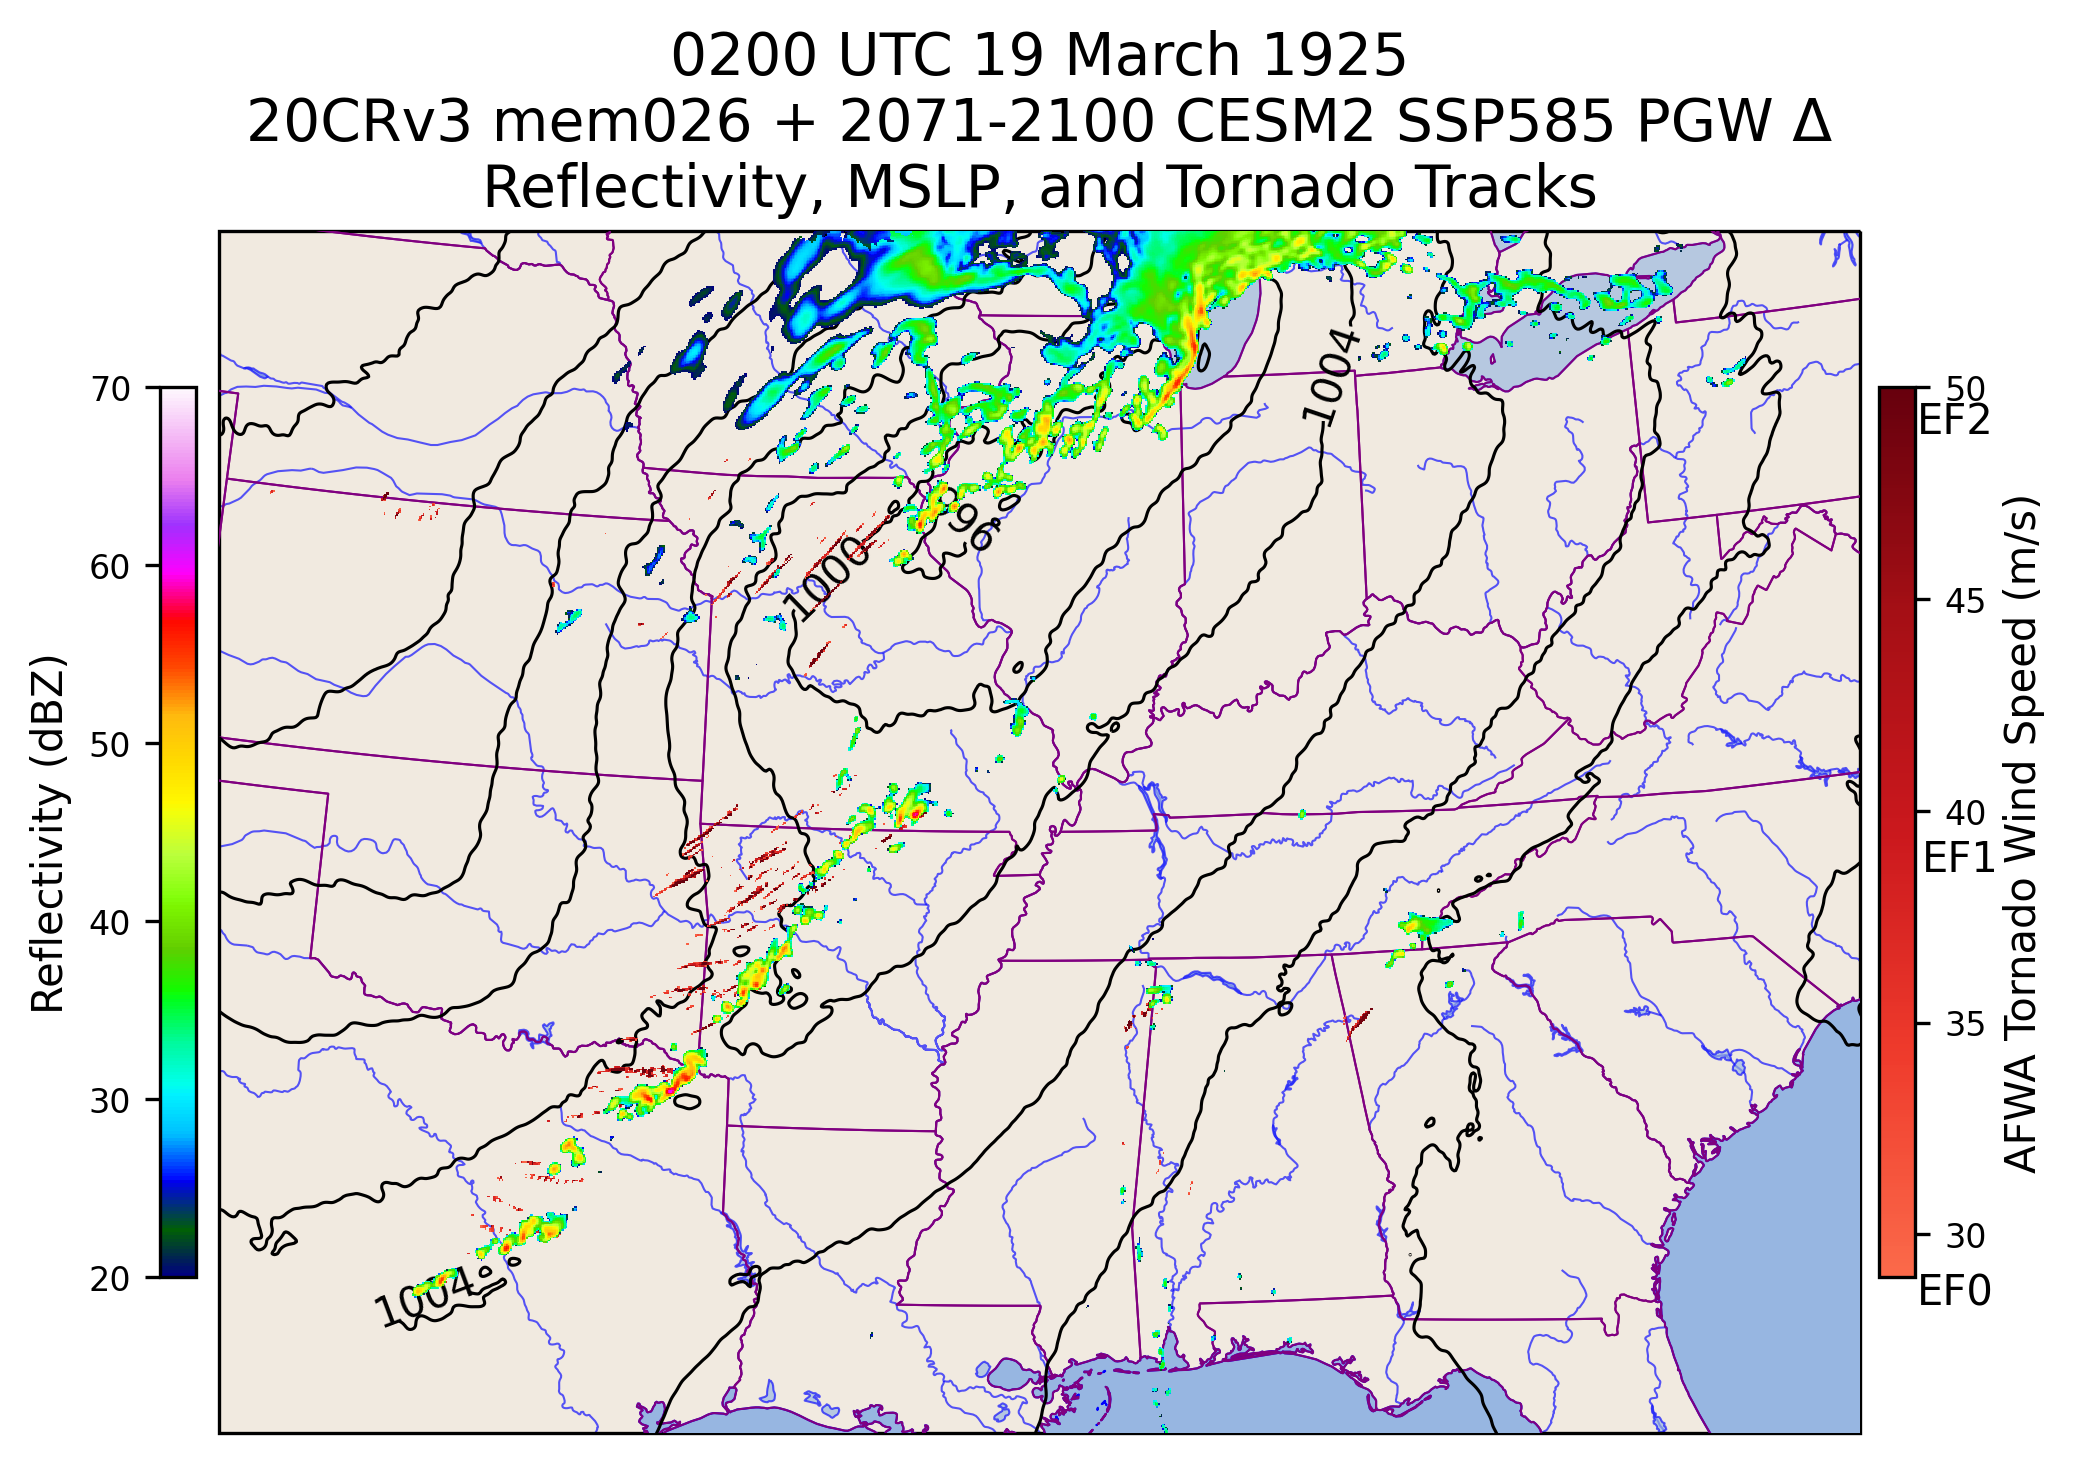 0200 UTC 19 March 1925
20CRv3 mem026 + 2071-2100 CESM2 SSP585 PGW Δ
Reflectivity, MSLP, and Tornado Tracks
Reflectivity (dBZ)
70
60
50
40
30
20
1004
996
1000
1004
50
EF2
45
40
EF1
35
30
EF0
AFWA Tornado Wind Speed (m/s)